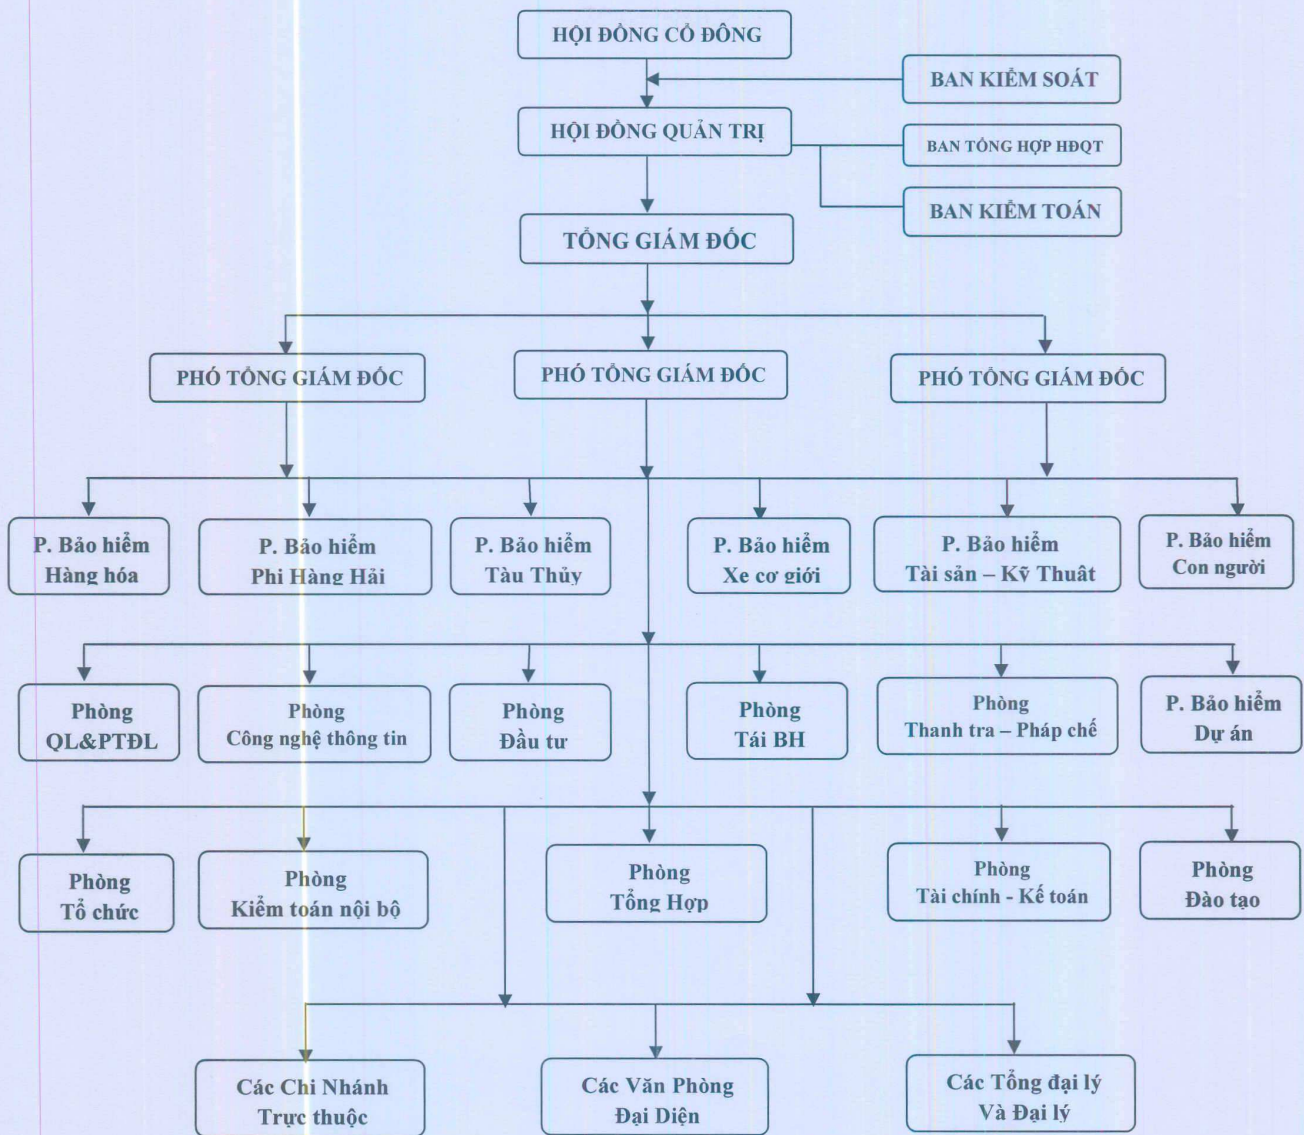 HỘI ĐỒNG CỔ ĐÔNG
BAN KIỂM SOÁT
HỘI ĐỒNG QUẢN TRỊ
BAN TỔNG HỢP HĐQT
BAN KIỂM TOÁN
TỔNG GIÁM ĐỐC
PHÓ TỔNG GIÁM ĐỐC
PHÓ TỔNG GIÁM ĐỐC
PHÓ TỔNG GIÁM ĐỐC
P. Bảo hiểm
Hàng hóa
P. Bảo hiểm
Phi Hàng Hải
P. Bảo hiểm
Tàu Thủy
P. Bảo hiểm
Xe cơ giới
P. Bảo hiểm
Tài sản – Kỹ Thuật
P. Bảo hiểm
Con người
Phòng
QL&PTĐL
Phòng
Công nghệ thông tin
Phòng
Đầu tư
Phòng
Tái BH
Phòng
Thanh tra – Pháp chế
P. Bảo hiểm
Dự án
Phòng
Tổ chức
Phòng
Kiểm toán nội bộ
Phòng
Tổng Hợp
Phòng
Tài chính - Kế toán
Phòng
Đào tạo
Các Chi Nhánh
Trực thuộc
Các Văn Phòng
Đại Diện
Các Tổng đại lý
Và Đại lý